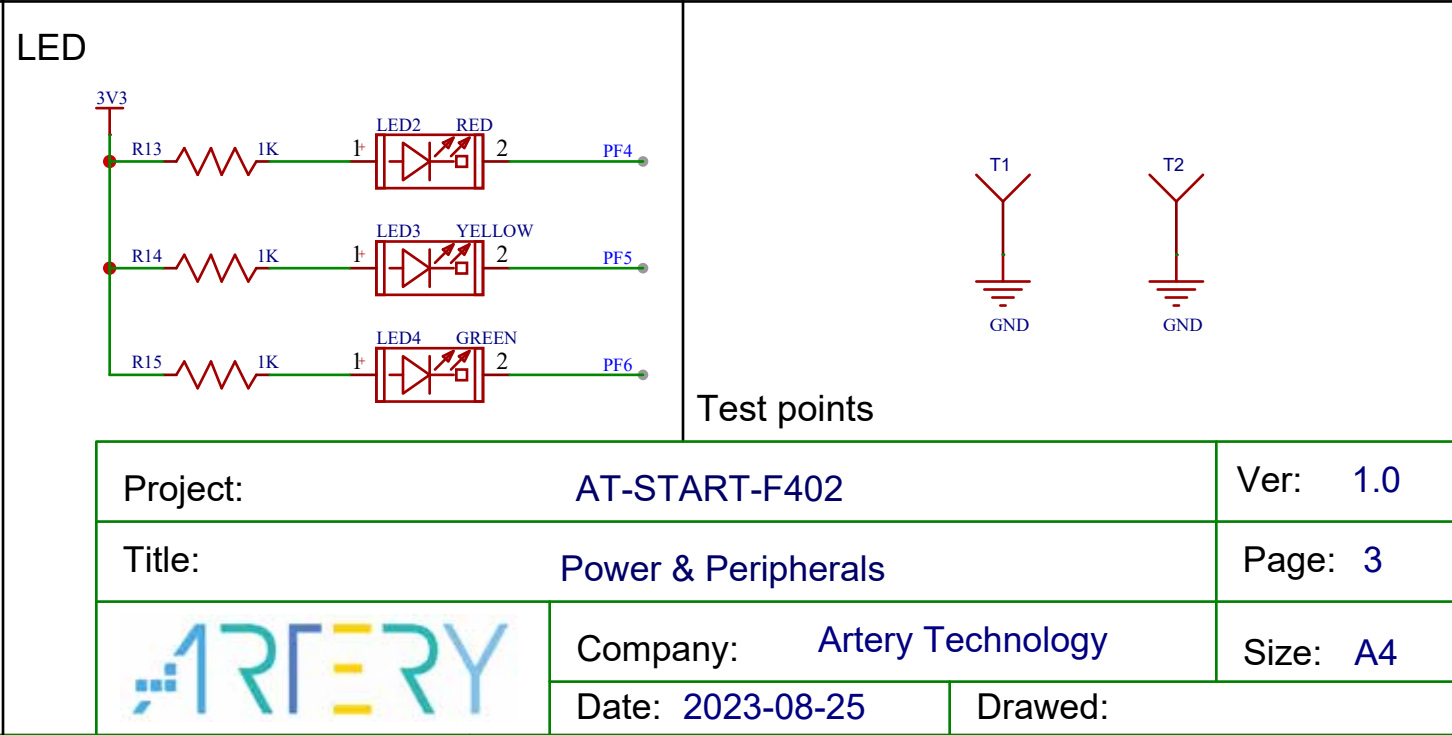 LED
3V3
R13 1K 1+ LED2 RED 2 PF4
R14 1K 1+ LED3 YELLOW 2 PF5
R15 1K 1+ LED4 GREEN 2 PF6
T1 T2
GND GND
Test points
Project: AT-START-F402 Ver: 1.0
Title: Power & Peripherals Page: 3
ARTERY
Company: Artery Technology Size: A4
Date: 2023-08-25 Drawed: